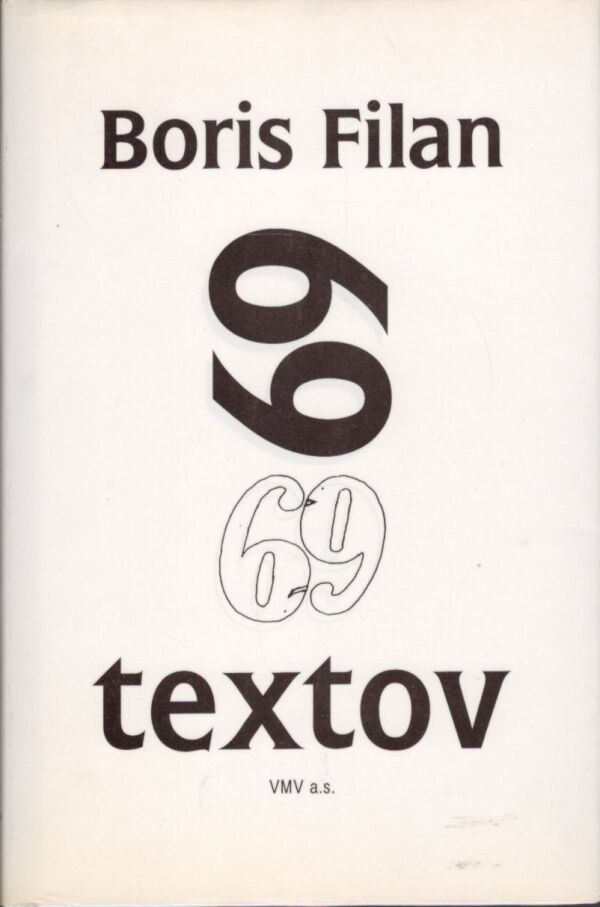 Boris Filan
69
69
textov
VMV a.s.